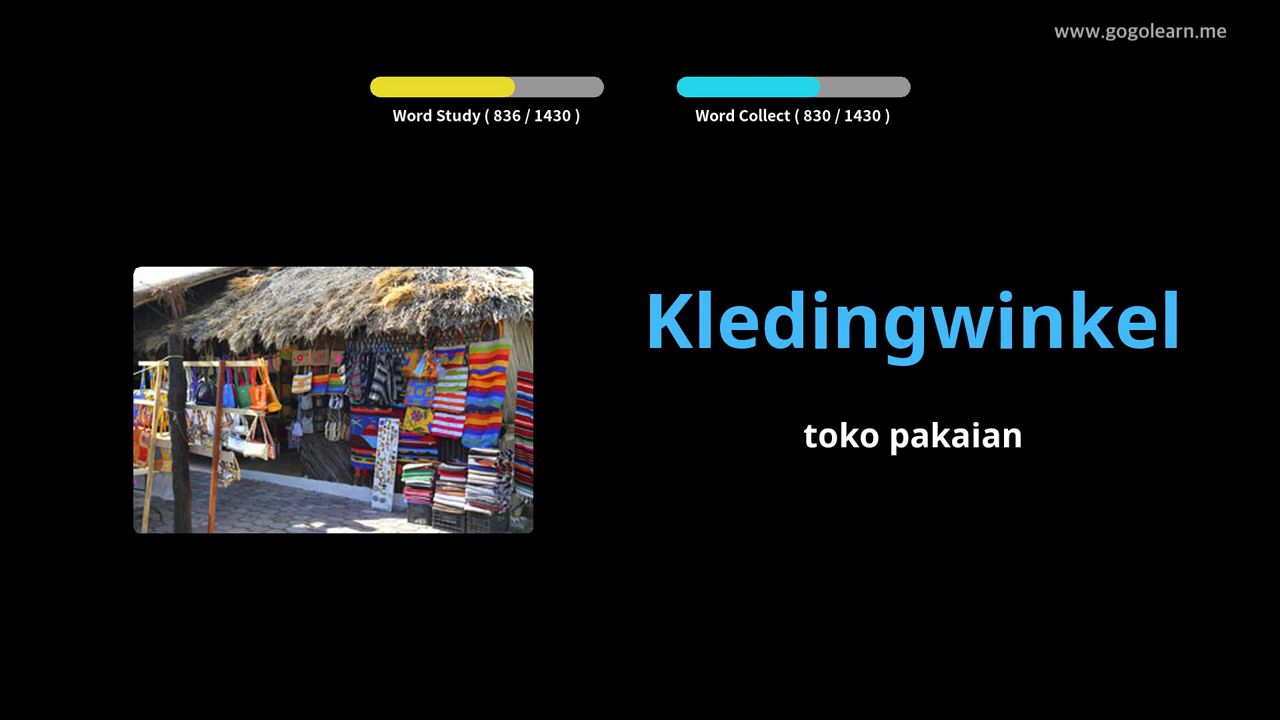 www.gogolearn.me
Word Study ( 836 / 1430 )
Word Collect ( 830 / 1430 )
Kledingwinkel
toko pakaian